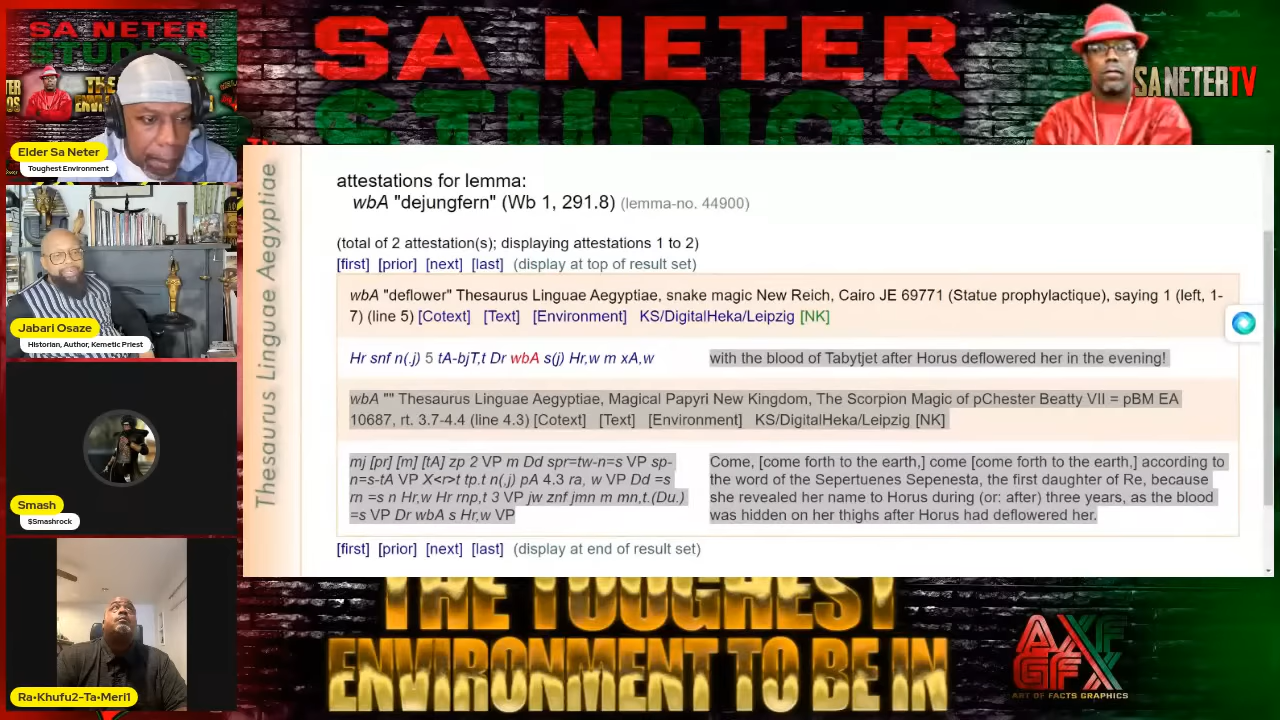 SA NETER
STUDIOS
SA NETER
STUDIOS
SANETERTV
Elder Sa Neter
Toughest Environment
Jabari Osaze
Historian, Author, Kemetic Priest
Smash
$Smashrock
Ra•Khufu2-Ta-Meri1
Thesaurus Linguae Aegyptiae
attestations for lemma:
wbA "dejungfern" (Wb 1, 291.8) (lemma-no. 44900)
(total of 2 attestation(s); displaying attestations 1 to 2)
[first] [prior] [next] [last] (display at top of result set)
wbA "deflower" Thesaurus Linguae Aegyptiae, snake magic New Reich, Cairo JE 69771 (Statue prophylactique), saying 1 (left, 1-
7) (line 5) [Cotext] [Text] [Environment] KS/DigitalHeka/Leipzig [NK]
Hr snf n(.j) 5 tA-bjT,t Dr wbA s(j) Hr,w m xA,w
with the blood of Tabytjet after Horus deflowered her in the evening!
wbA "" Thesaurus Linguae Aegyptiae, Magical Papyri New Kingdom, The Scorpion Magic of pChester Beatty VII = pBM EA
10687, rt. 3.7-4.4 (line 4.3) [Cotext] [Text] [Environment] KS/DigitalHeka/Leipzig [NK]
mj [pr] [m] [tA] zp 2 VP m Dd spr=tw-n=s VP sp-
n=s-tA VP X<r>t tp.t n(.j) pA 4.3 ra, w VP Dd =s
rn =s n Hr,w Hr rnp,t 3 VP jw znf jmn m mn,t.(Du.)
=s VP Dr wbA s Hr,w VP
Come, [come forth to the earth,] come [come forth to the earth,] according to
the word of the Sepertuenes Sepenesta, the first daughter of Re, because
she revealed her name to Horus during (or: after) three years, as the blood
was hidden on her thighs after Horus had deflowered her.
[first] [prior] [next] [last] (display at end of result set)
THE TOUGHEST
ENVIRONMENT TO BE IN
AXF
GFX
ART OF FACTS GRAPHICS